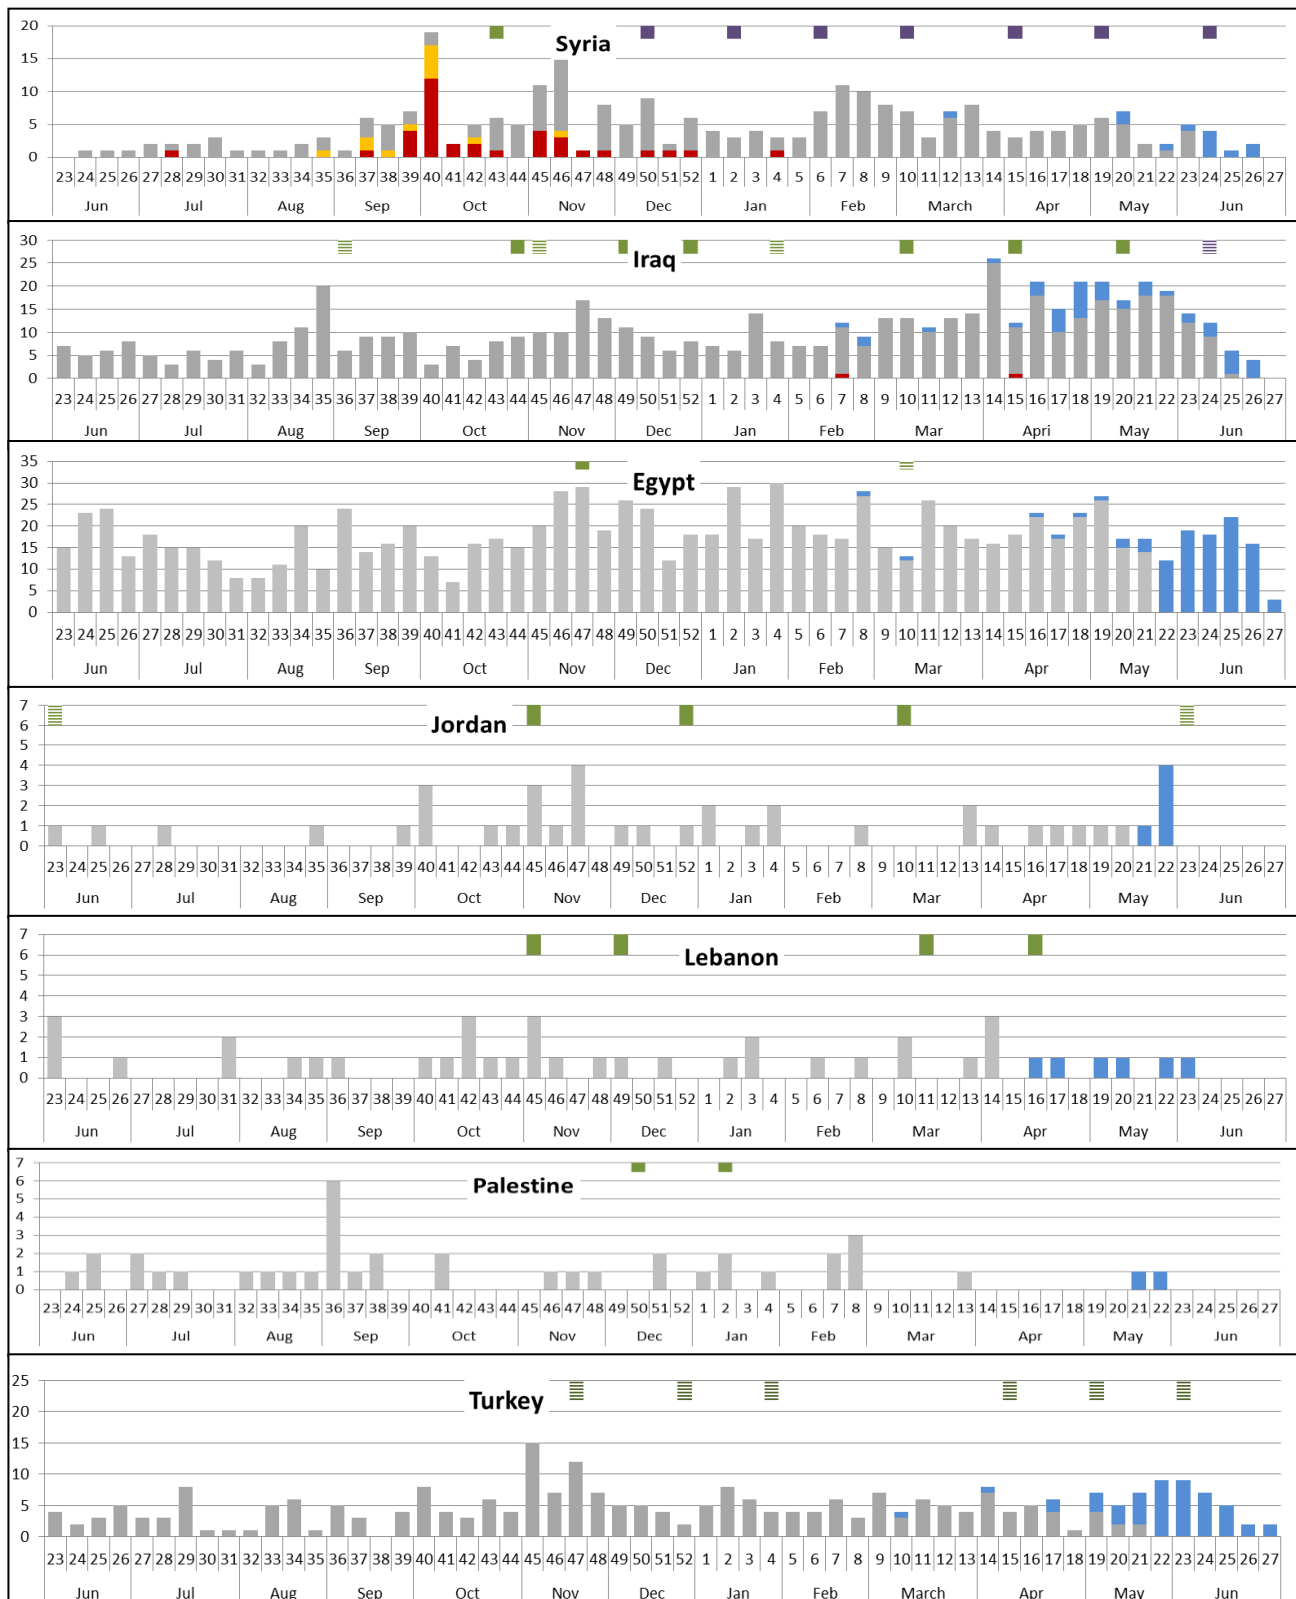 Syria
20
15
10
5
0
23 24 25 26 27 28 29 30 31 32 33 34 35 36 37 38 39 40 41 42 43 44 45 46 47 48 49 50 51 52 1 2 3 4 5 6 7 8 9 10 11 12 13 14 15 16 17 18 19 20 21 22 23 24 25 26 27
Jun Jul Aug Sep Oct Nov Dec Jan Feb March Apr May Jun
Iraq
30
25
20
15
10
5
0
23 24 25 26 27 28 29 30 31 32 33 34 35 36 37 38 39 40 41 42 43 44 45 46 47 48 49 50 51 52 1 2 3 4 5 6 7 8 9 10 11 12 13 14 15 16 17 18 19 20 21 22 23 24 25 26 27
Jun Jul Aug Sep Oct Nov Dec Jan Feb Mar Apri May Jun
Egypt
35
30
25
20
15
10
5
0
23 24 25 26 27 28 29 30 31 32 33 34 35 36 37 38 39 40 41 42 43 44 45 46 47 48 49 50 51 52 1 2 3 4 5 6 7 8 9 10 11 12 13 14 15 16 17 18 19 20 21 22 23 24 25 26 27
Jun Jul Aug Sep Oct Nov Dec Jan Feb Mar Apr May Jun
Jordan
7
6
5
4
3
2
1
0
23 24 25 26 27 28 29 30 31 32 33 34 35 36 37 38 39 40 41 42 43 44 45 46 47 48 49 50 51 52 1 2 3 4 5 6 7 8 9 10 11 12 13 14 15 16 17 18 19 20 21 22 23 24 25 26 27
Jun Jul Aug Sep Oct Nov Dec Jan Feb Mar Apr May Jun
Lebanon
7
6
5
4
3
2
1
0
23 24 25 26 27 28 29 30 31 32 33 34 35 36 37 38 39 40 41 42 43 44 45 46 47 48 49 50 51 52 1 2 3 4 5 6 7 8 9 10 11 12 13 14 15 16 17 18 19 20 21 22 23 24 25 26 27
Jun Jul Aug Sep Oct Nov Dec Jan Feb Mar Apr May Jun
Palestine
7
6
5
4
3
2
1
0
23 24 25 26 27 28 29 30 31 32 33 34 35 36 37 38 39 40 41 42 43 44 45 46 47 48 49 50 51 52 1 2 3 4 5 6 7 8 9 10 11 12 13 14 15 16 17 18 19 20 21 22 23 24 25 26 27
Jun Jul Aug Sep Oct Nov Dec Jan Feb Mar Apr May Jun
Turkey
25
20
15
10
5
0
23 24 25 26 27 28 29 30 31 32 33 34 35 36 37 38 39 40 41 42 43 44 45 46 47 48 49 50 51 52 1 2 3 4 5 6 7 8 9 10 11 12 13 14 15 16 17 18 19 20 21 22 23 24 25 26 27
Jun Jul Aug Sep Oct Nov Dec Jan Feb March Apr May Jun